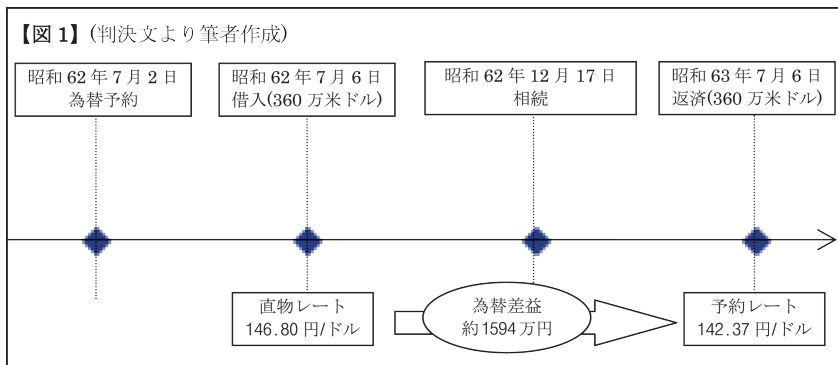 【図1】(判決文より筆者作成)
昭和 62 年 7 月 2 日
為替予約
昭和 62 年 7 月 6 日
借入(360 万米ドル)
昭和 62 年 12 月 17 日
相続
昭和 63 年 7 月 6 日
返済(360 万米ドル)
直物レート
146.80 円/ドル
為替差益
約1594万円
予約レート
142.37 円/ドル